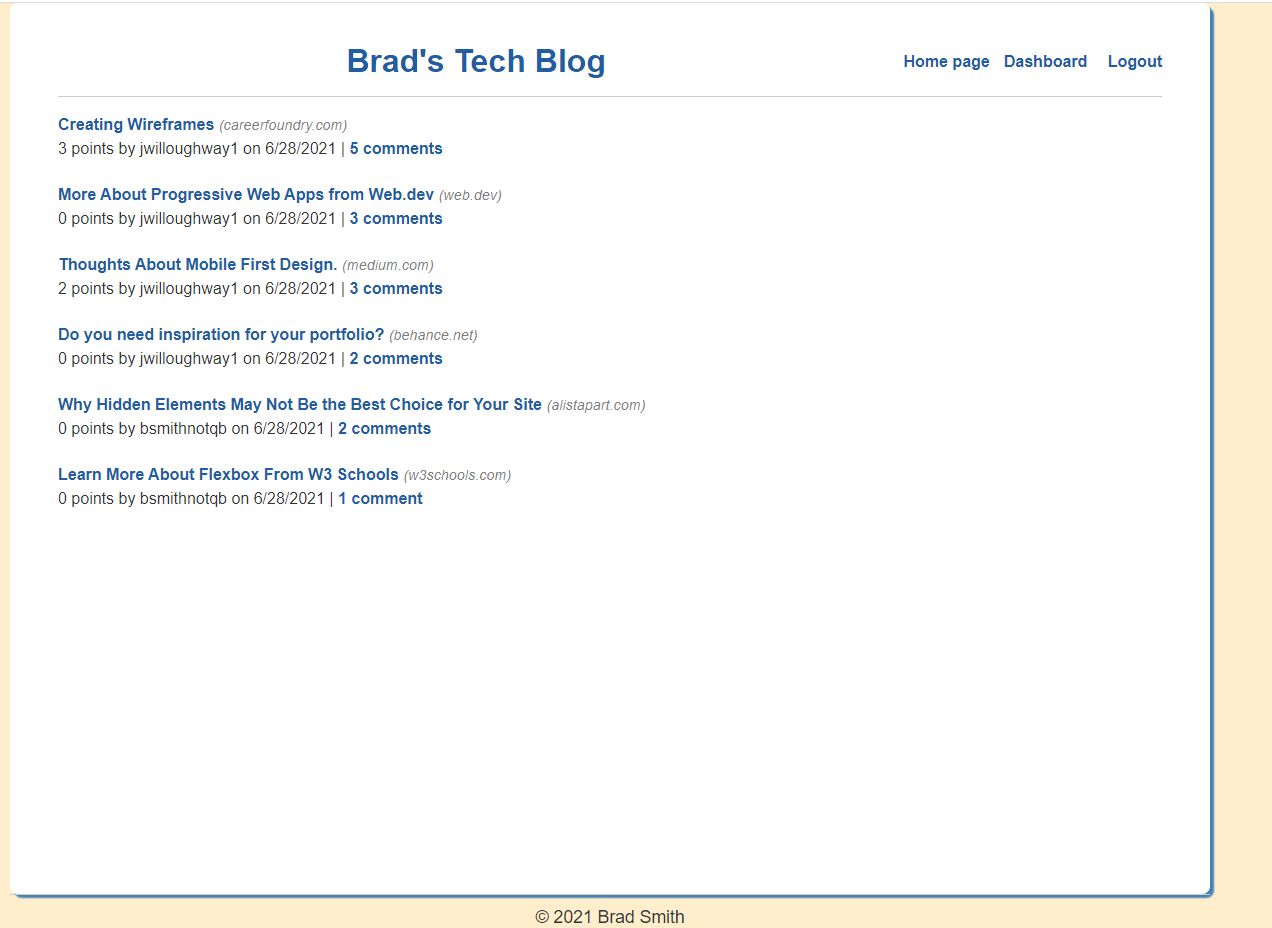 Brad's Tech Blog
Home page Dashboard Logout
Creating Wireframes (careerfoundry.com)
3 points by jwilloughway1 on 6/28/2021 | 5 comments
More About Progressive Web Apps from Web.dev (web.dev)
0 points by jwilloughway1 on 6/28/2021 | 3 comments
Thoughts About Mobile First Design. (medium.com)
2 points by jwilloughway1 on 6/28/2021 | 3 comments
Do you need inspiration for your portfolio? (behance.net)
0 points by jwilloughway1 on 6/28/2021 | 2 comments
Why Hidden Elements May Not Be the Best Choice for Your Site (alistapart.com)
0 points by bsmithnotqb on 6/28/2021 | 2 comments
Learn More About Flexbox From W3 Schools (w3schools.com)
0 points by bsmithnotqb on 6/28/2021 | 1 comment
© 2021 Brad Smith